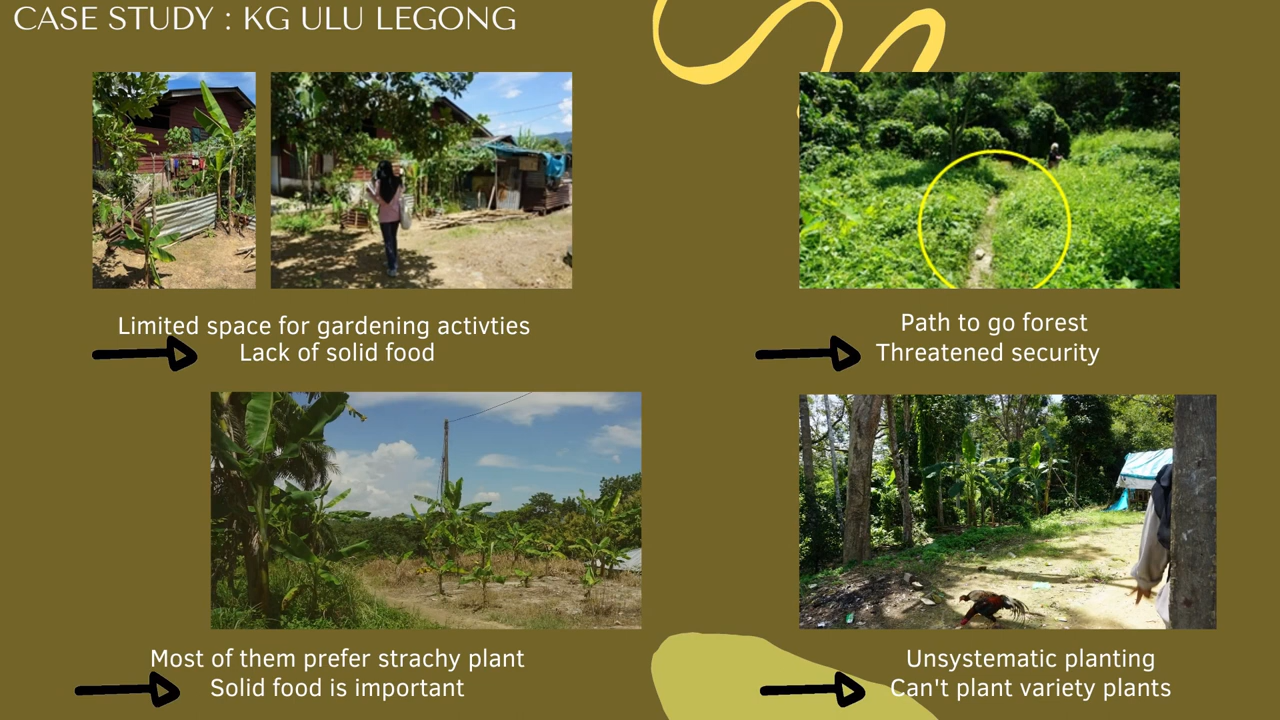 CASE STUDY : KG ULU LEGONG
Limited space for gardening activties
Lack of solid food
Path to go forest
Threatened security
Most of them prefer strachy plant
Solid food is important
Unsystematic planting
Can't plant variety plants